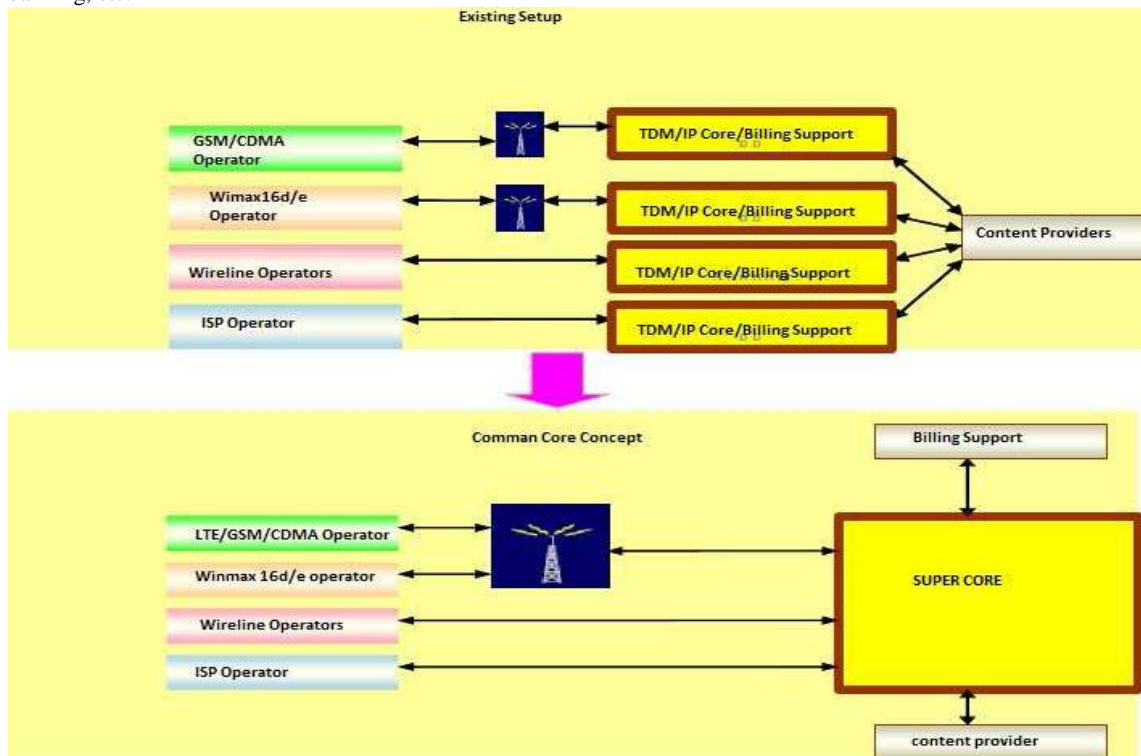 Existing Setup
GSM/CDMA
Operator
TDM/IP Core/Billing Support
Wimax16d/e
Operator
TDM/IP Core/Billing Support
Content Providers
Wireline Operators
TDM/IP Core/Billing Support
ISP Operator
TDM/IP Core/Billing Support
Comman Core Concept
Billing Support
LTE/GSM/CDMA Operator
Winmax 16d/e operator
SUPER CORE
Wireline Operators
ISP Operator
content provider